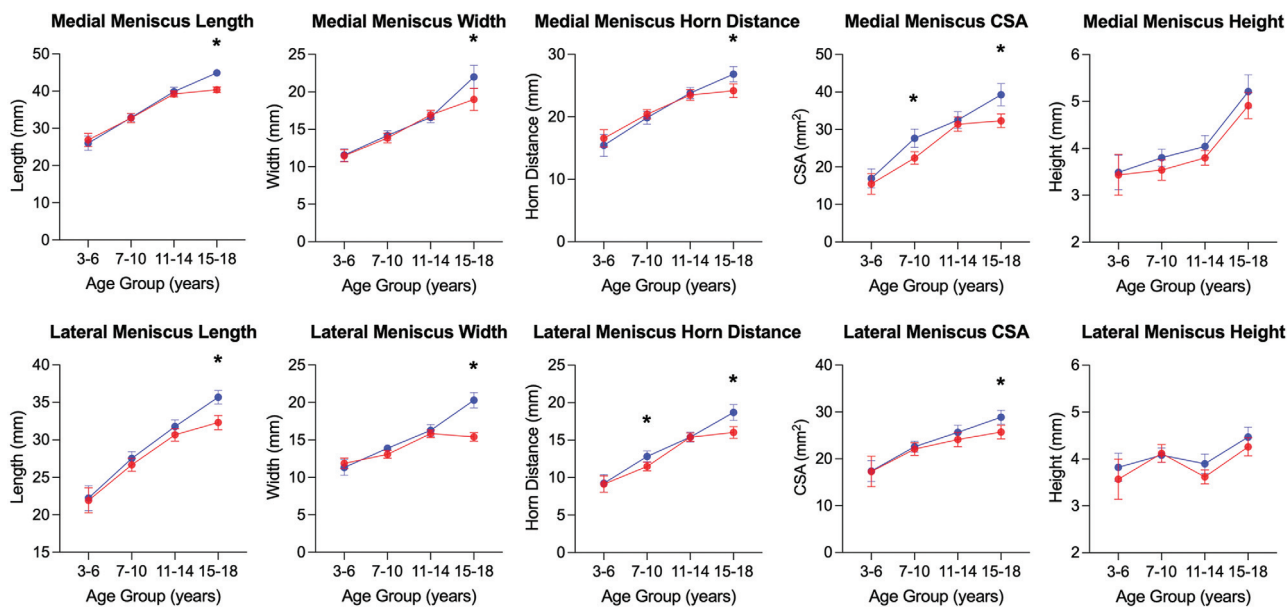 Medial Meniscus Length
*
Length (mm)
50
40
30
20
10
0
3-6 7-10 11-14 15-18
Age Group (years)
Medial Meniscus Width
*
Width (mm)
25
20
15
10
5
0
3-6 7-10 11-14 15-18
Age Group (years)
Medial Meniscus Horn Distance
*
Horn Distance (mm)
30
20
10
0
3-6 7-10 11-14 15-18
Age Group (years)
Medial Meniscus CSA
*
*
CSA (mm²)
50
40
30
20
10
0
3-6 7-10 11-14 15-18
Age Group (years)
Medial Meniscus Height
Height (mm)
6
5
4
3
2
3-6 7-10 11-14 15-18
Age Group (years)
Lateral Meniscus Length
*
Length (mm)
40
35
30
25
20
15
3-6 7-10 11-14 15-18
Age Group (years)
Lateral Meniscus Width
*
Width (mm)
25
20
15
10
5
0
3-6 7-10 11-14 15-18
Age Group (years)
Lateral Meniscus Horn Distance
*
*
Horn Distance (mm)
25
20
15
10
5
0
3-6 7-10 11-14 15-18
Age Group (years)
Lateral Meniscus CSA
*
CSA (mm²)
40
30
20
10
0
3-6 7-10 11-14 15-18
Age Group (years)
Lateral Meniscus Height
Height (mm)
6
5
4
3
2
3-6 7-10 11-14 15-18
Age Group (years)